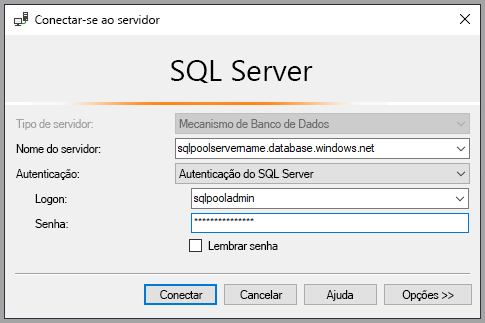 Conectar-se ao servidor
SQL Server
Tipo de servidor: Mecanismo de Banco de Dados
Nome do servidor: sqlpoolservername.database.windows.net
Autenticação: Autenticação do SQL Server
Logon: sqlpooladmin
Senha: ***************
Lembrar senha
Conectar Cancelar Ajuda Opções >>